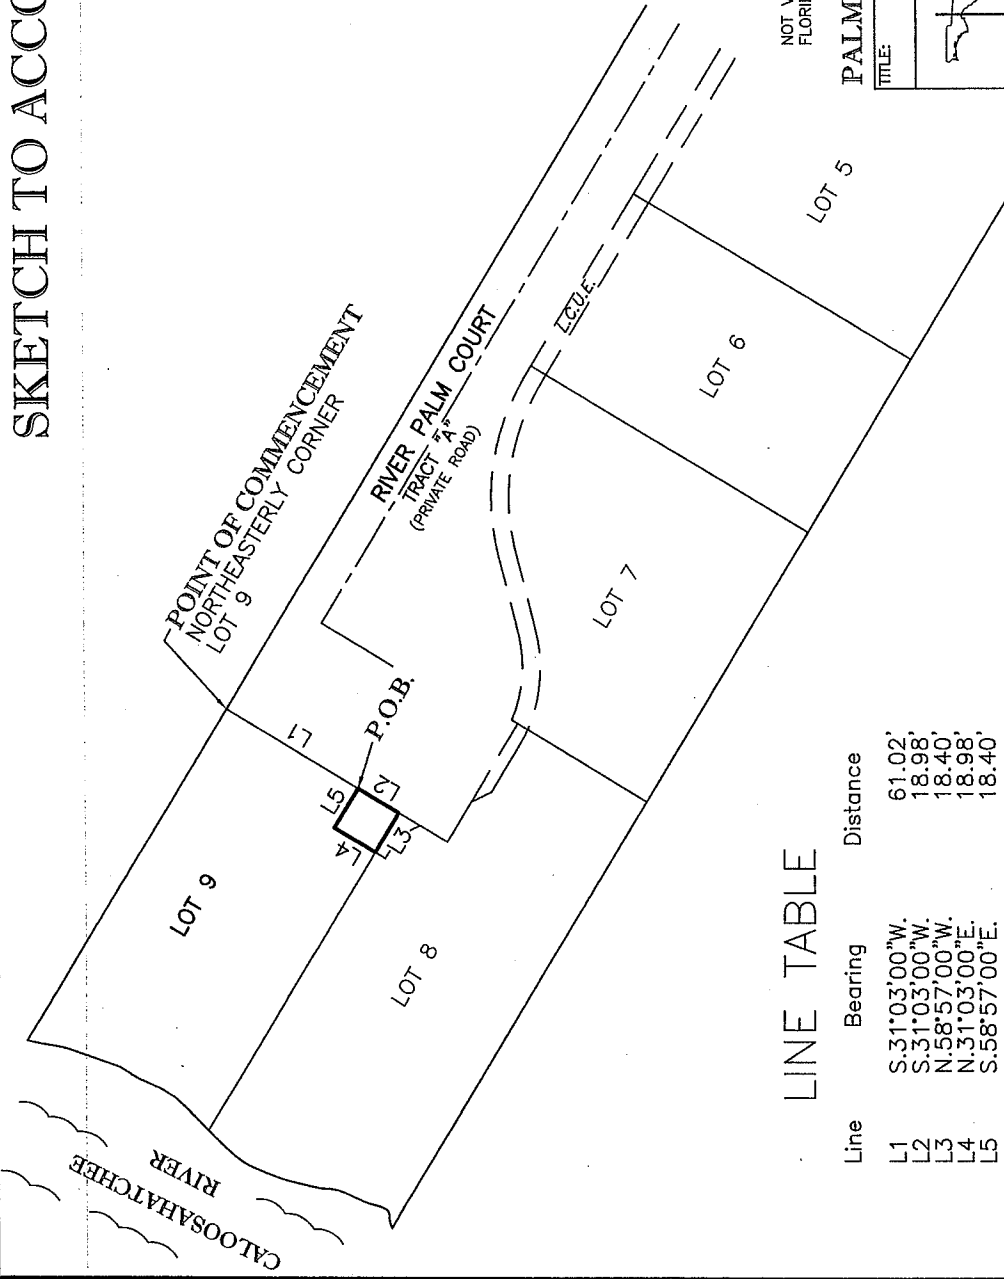 SKETCH TO ACCO
POINT OF COMMENCEMENT
NORTHEASTERLY CORNER
LOT 9
RIVER PALM COURT
TRACT "A"
(PRIVATE ROAD)
L.C.U.E.
P.O.B.
L1
L2
L3
L4
L5
LOT 9
LOT 8
LOT 7
LOT 6
LOT 5
CALOOSAHATCHEE
RIVER
NOT V
FLORI
PALM
TITLE:
LINE TABLE
Line Bearing Distance
L1 S.31°03'00"W. 61.02'
L2 S.31°03'00"W. 18.98'
L3 N.58°57'00"W. 18.40'
L4 N.31°03'00"E. 18.98'
L5 S.58°57'00"E. 18.40'